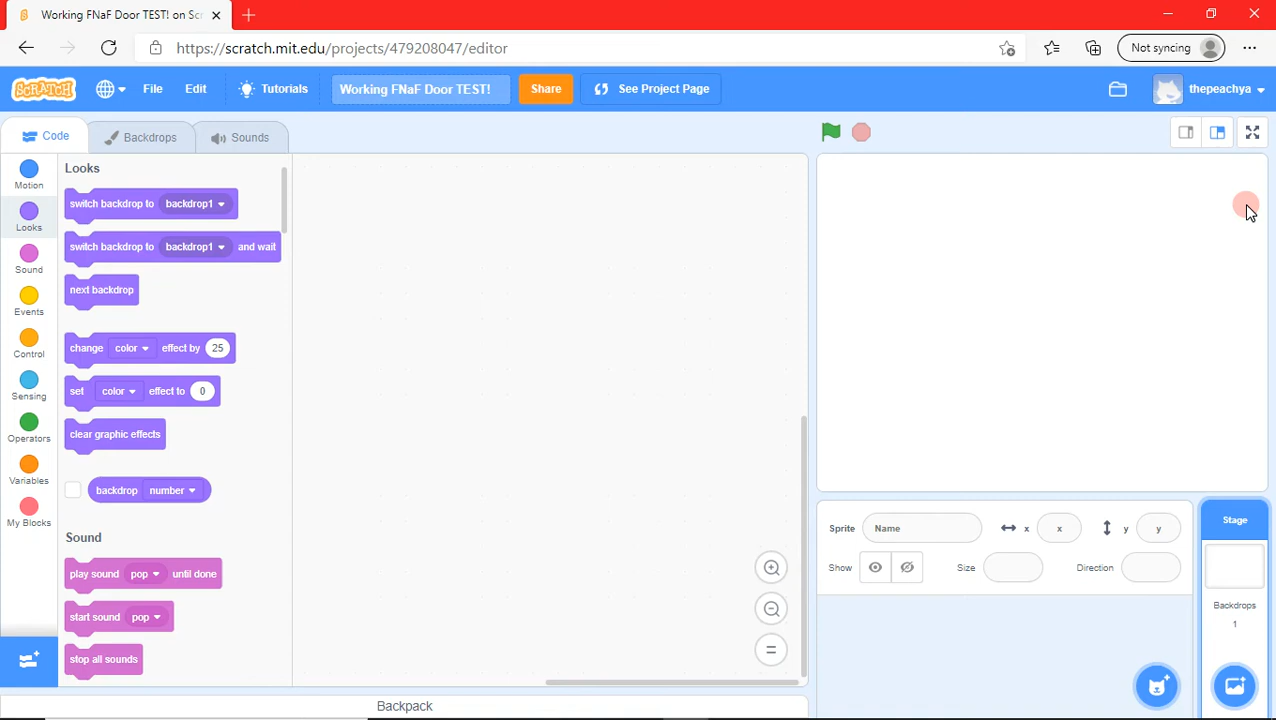 Working FNaF Door TEST! on Sc
Not syncing
https://scratch.mit.edu/projects/479208047/editor
SCRATCH
File
Edit
Tutorials
Working FNaF Door TEST!
Share
See Project Page
thepeachya
Code
Backdrops
Sounds
Motion
Looks
Sound
Events
Control
Sensing
Operators
Variables
My Blocks
Looks
switch backdrop to backdrop1
switch backdrop to backdrop1 and wait
next backdrop
change color effect by 25
set color effect to 0
clear graphic effects
backdrop number
Sound
play sound pop until done
start sound pop
stop all sounds
Backpack
Sprite Name x x y y
Show Size Direction
Stage
Backdrops
1